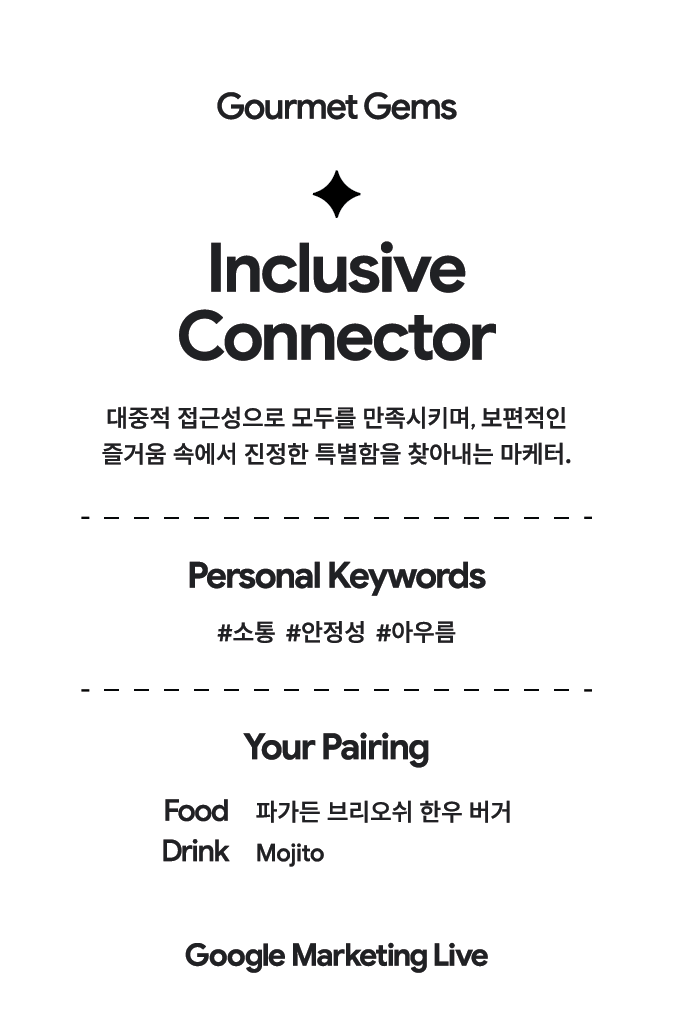 Gourmet Gems
Inclusive
Connector
대중적 접근성으로 모두를 만족시키며, 보편적인
즐거움 속에서 진정한 특별함을 찾아내는 마케터.
Personal Keywords
#소통 #안정성 #아우름
Your Pairing
Food 파가든 브리오쉬 한우 버거
Drink Mojito
Google Marketing Live